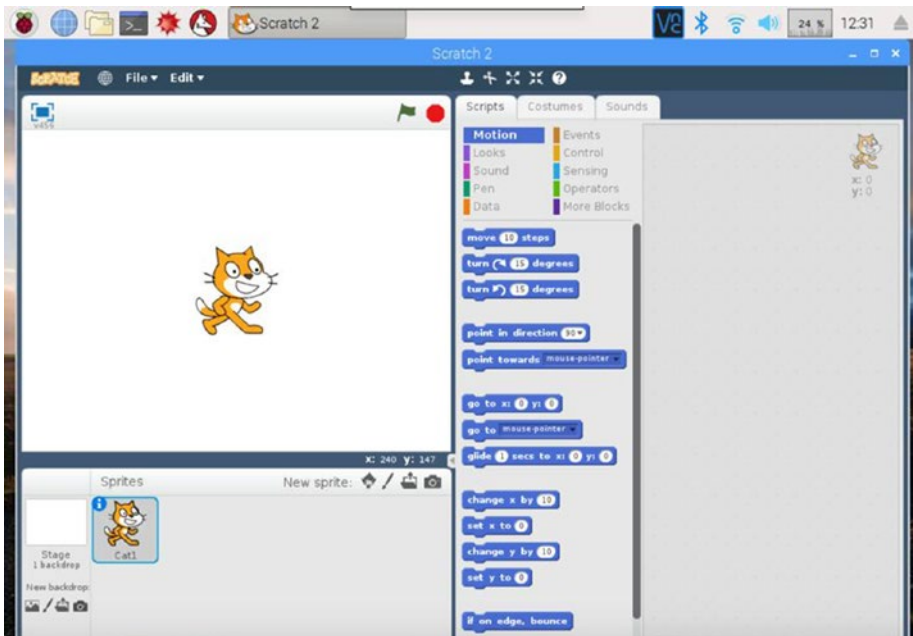 Scratch 2
24 %
12:31
Scratch 2
SCRATCH
File
Edit
v456
Scripts
Costumes
Sounds
Motion
Events
Looks
Control
Sound
Sensing
Pen
Operators
Data
More Blocks
x: 0
y: 0
move 10 steps
turn 15 degrees
turn 15 degrees
point in direction 90
point towards mouse-pointer
go to x: 0 y: 0
go to mouse-pointer
glide 1 secs to x: 0 y: 0
change x by 10
set x to 0
change y by 10
set y to 0
if on edge, bounce
x: 240 y: 147
Sprites
New sprite:
Cat1
Stage
1 backdrop
New backdrop: